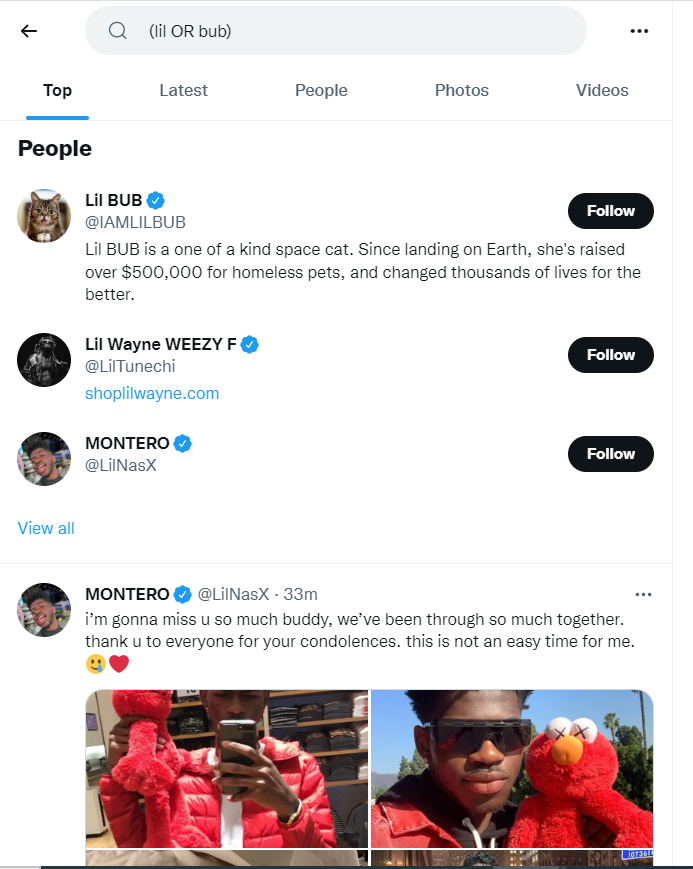 (lil OR bub)
Top
Latest
People
Photos
Videos
People
Lil BUB
@IAMLILBUB
Follow
Lil BUB is a one of a kind space cat. Since landing on Earth, she's raised
over $500,000 for homeless pets, and changed thousands of lives for the
better.
Lil Wayne WEEZY F
@LilTunechi
Follow
shoplilwayne.com
MONTERO
@LilNasX
Follow
View all
MONTERO @LilNasX · 33m
i’m gonna miss u so much buddy, we’ve been through so much together.
thank u to everyone for your condolences. this is not an easy time for me.
🥲❤️